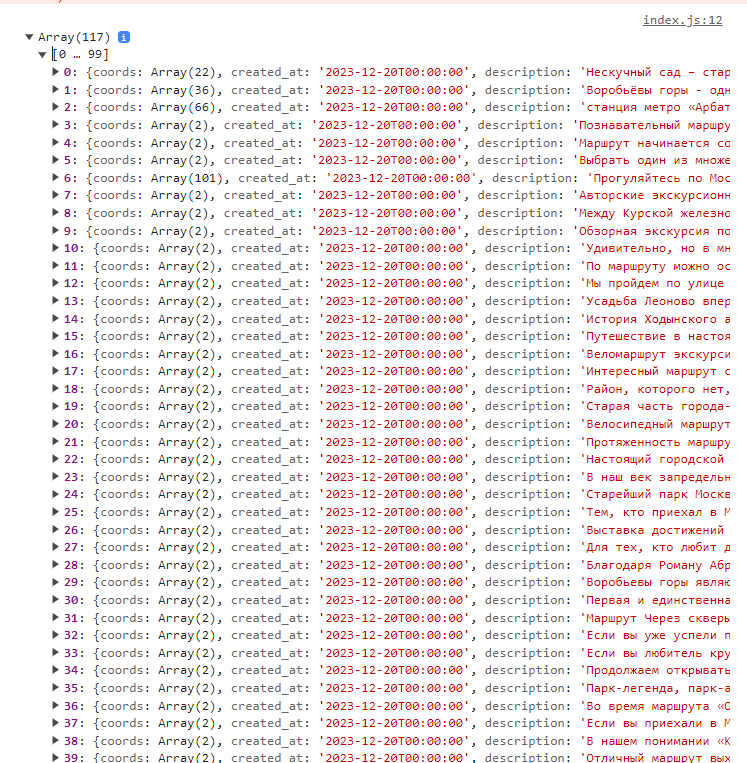 index.js:12
▼ Array(117) i
▼ [0 … 99]
▶ 0: {coords: Array(22), created_at: '2023-12-20T00:00:00', description: 'Нескучный сад – стар
▶ 1: {coords: Array(36), created_at: '2023-12-20T00:00:00', description: 'Воробьёвы горы - одн
▶ 2: {coords: Array(66), created_at: '2023-12-20T00:00:00', description: 'станция метро «Арбат
▶ 3: {coords: Array(2), created_at: '2023-12-20T00:00:00', description: 'Познавательный маршру
▶ 4: {coords: Array(2), created_at: '2023-12-20T00:00:00', description: 'Маршрут начинается со
▶ 5: {coords: Array(2), created_at: '2023-12-20T00:00:00', description: 'Выбрать один из множе
▶ 6: {coords: Array(101), created_at: '2023-12-20T00:00:00', description: 'Прогуляйтесь по Мос
▶ 7: {coords: Array(2), created_at: '2023-12-20T00:00:00', description: 'Авторские экскурсионн
▶ 8: {coords: Array(2), created_at: '2023-12-20T00:00:00', description: 'Между Курской железно
▶ 9: {coords: Array(2), created_at: '2023-12-20T00:00:00', description: 'Обзорная экскурсия по
▶ 10: {coords: Array(2), created_at: '2023-12-20T00:00:00', description: 'Удивительно, но в мн
▶ 11: {coords: Array(2), created_at: '2023-12-20T00:00:00', description: 'По маршруту можно ос
▶ 12: {coords: Array(2), created_at: '2023-12-20T00:00:00', description: 'Мы пройдем по улице
▶ 13: {coords: Array(2), created_at: '2023-12-20T00:00:00', description: 'Усадьба Леоново впер
▶ 14: {coords: Array(2), created_at: '2023-12-20T00:00:00', description: 'История Ходынского а
▶ 15: {coords: Array(2), created_at: '2023-12-20T00:00:00', description: 'Путешествие в настоя
▶ 16: {coords: Array(2), created_at: '2023-12-20T00:00:00', description: 'Веломаршрут экскурси
▶ 17: {coords: Array(2), created_at: '2023-12-20T00:00:00', description: 'Интересный маршрут с
▶ 18: {coords: Array(2), created_at: '2023-12-20T00:00:00', description: 'Район, которого нет,
▶ 19: {coords: Array(2), created_at: '2023-12-20T00:00:00', description: 'Старая часть города-
▶ 20: {coords: Array(2), created_at: '2023-12-20T00:00:00', description: 'Велосипедный маршрут
▶ 21: {coords: Array(2), created_at: '2023-12-20T00:00:00', description: 'Протяженность маршру
▶ 22: {coords: Array(2), created_at: '2023-12-20T00:00:00', description: 'Настоящий городской
▶ 23: {coords: Array(2), created_at: '2023-12-20T00:00:00', description: 'В наш век запредельн
▶ 24: {coords: Array(2), created_at: '2023-12-20T00:00:00', description: 'Старейший парк Москв
▶ 25: {coords: Array(2), created_at: '2023-12-20T00:00:00', description: 'Тем, кто приехал в М
▶ 26: {coords: Array(2), created_at: '2023-12-20T00:00:00', description: 'Выставка достижений
▶ 27: {coords: Array(2), created_at: '2023-12-20T00:00:00', description: 'Для тех, кто любит д
▶ 28: {coords: Array(2), created_at: '2023-12-20T00:00:00', description: 'Благодаря Роману Абр
▶ 29: {coords: Array(2), created_at: '2023-12-20T00:00:00', description: 'Воробьевы горы являю
▶ 30: {coords: Array(2), created_at: '2023-12-20T00:00:00', description: 'Первая и единственна
▶ 31: {coords: Array(2), created_at: '2023-12-20T00:00:00', description: 'Маршрут Через скверы
▶ 32: {coords: Array(2), created_at: '2023-12-20T00:00:00', description: 'Если вы уже успели п
▶ 33: {coords: Array(2), created_at: '2023-12-20T00:00:00', description: 'Если вы любитель кру
▶ 34: {coords: Array(2), created_at: '2023-12-20T00:00:00', description: 'Продолжаем открывать
▶ 35: {coords: Array(2), created_at: '2023-12-20T00:00:00', description: 'Парк-легенда, парк-а
▶ 36: {coords: Array(2), created_at: '2023-12-20T00:00:00', description: 'Во время маршрута «О
▶ 37: {coords: Array(2), created_at: '2023-12-20T00:00:00', description: 'Если вы приехали в М
▶ 38: {coords: Array(2), created_at: '2023-12-20T00:00:00', description: 'В нашем понимании «К
▶ 39: {coords: Array(2), created_at: '2023-12-20T00:00:00', description: 'Отличный маршрут вых